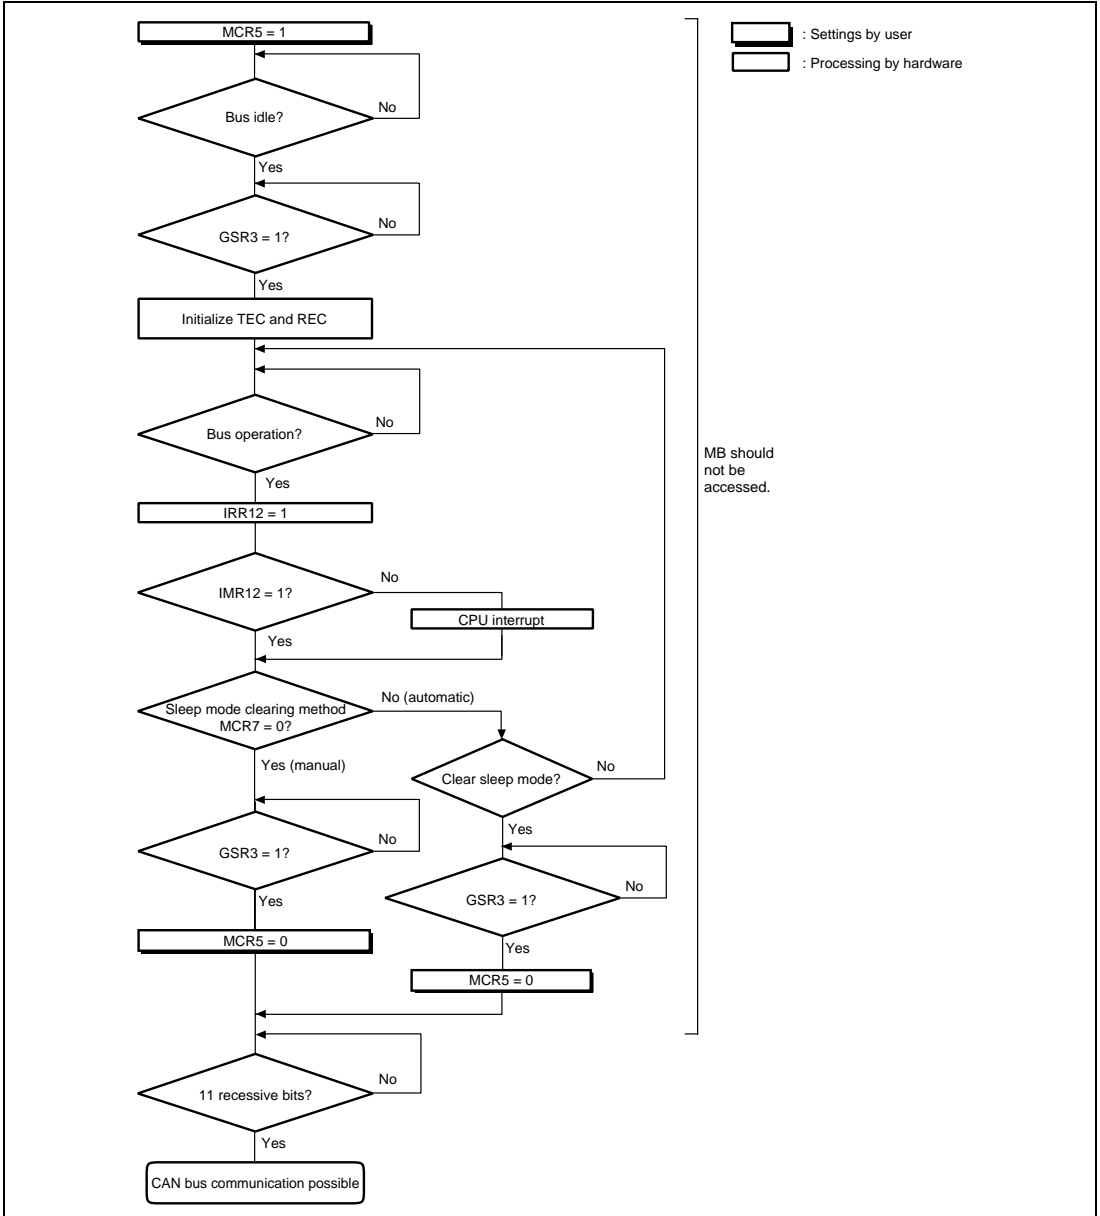 MCR5 = 1
: Settings by user
: Processing by hardware
No
Bus idle?
Yes
No
GSR3 = 1?
Yes
Initialize TEC and REC
No
Bus operation?
MB should
not be
accessed.
Yes
IRR12 = 1
No
IMR12 = 1?
CPU interrupt
Yes
No (automatic)
Sleep mode clearing method
MCR7 = 0?
Yes (manual)
No
Clear sleep mode?
Yes
No
GSR3 = 1?
No
GSR3 = 1?
Yes
MCR5 = 0
Yes
MCR5 = 0
No
11 recessive bits?
Yes
CAN bus communication possible